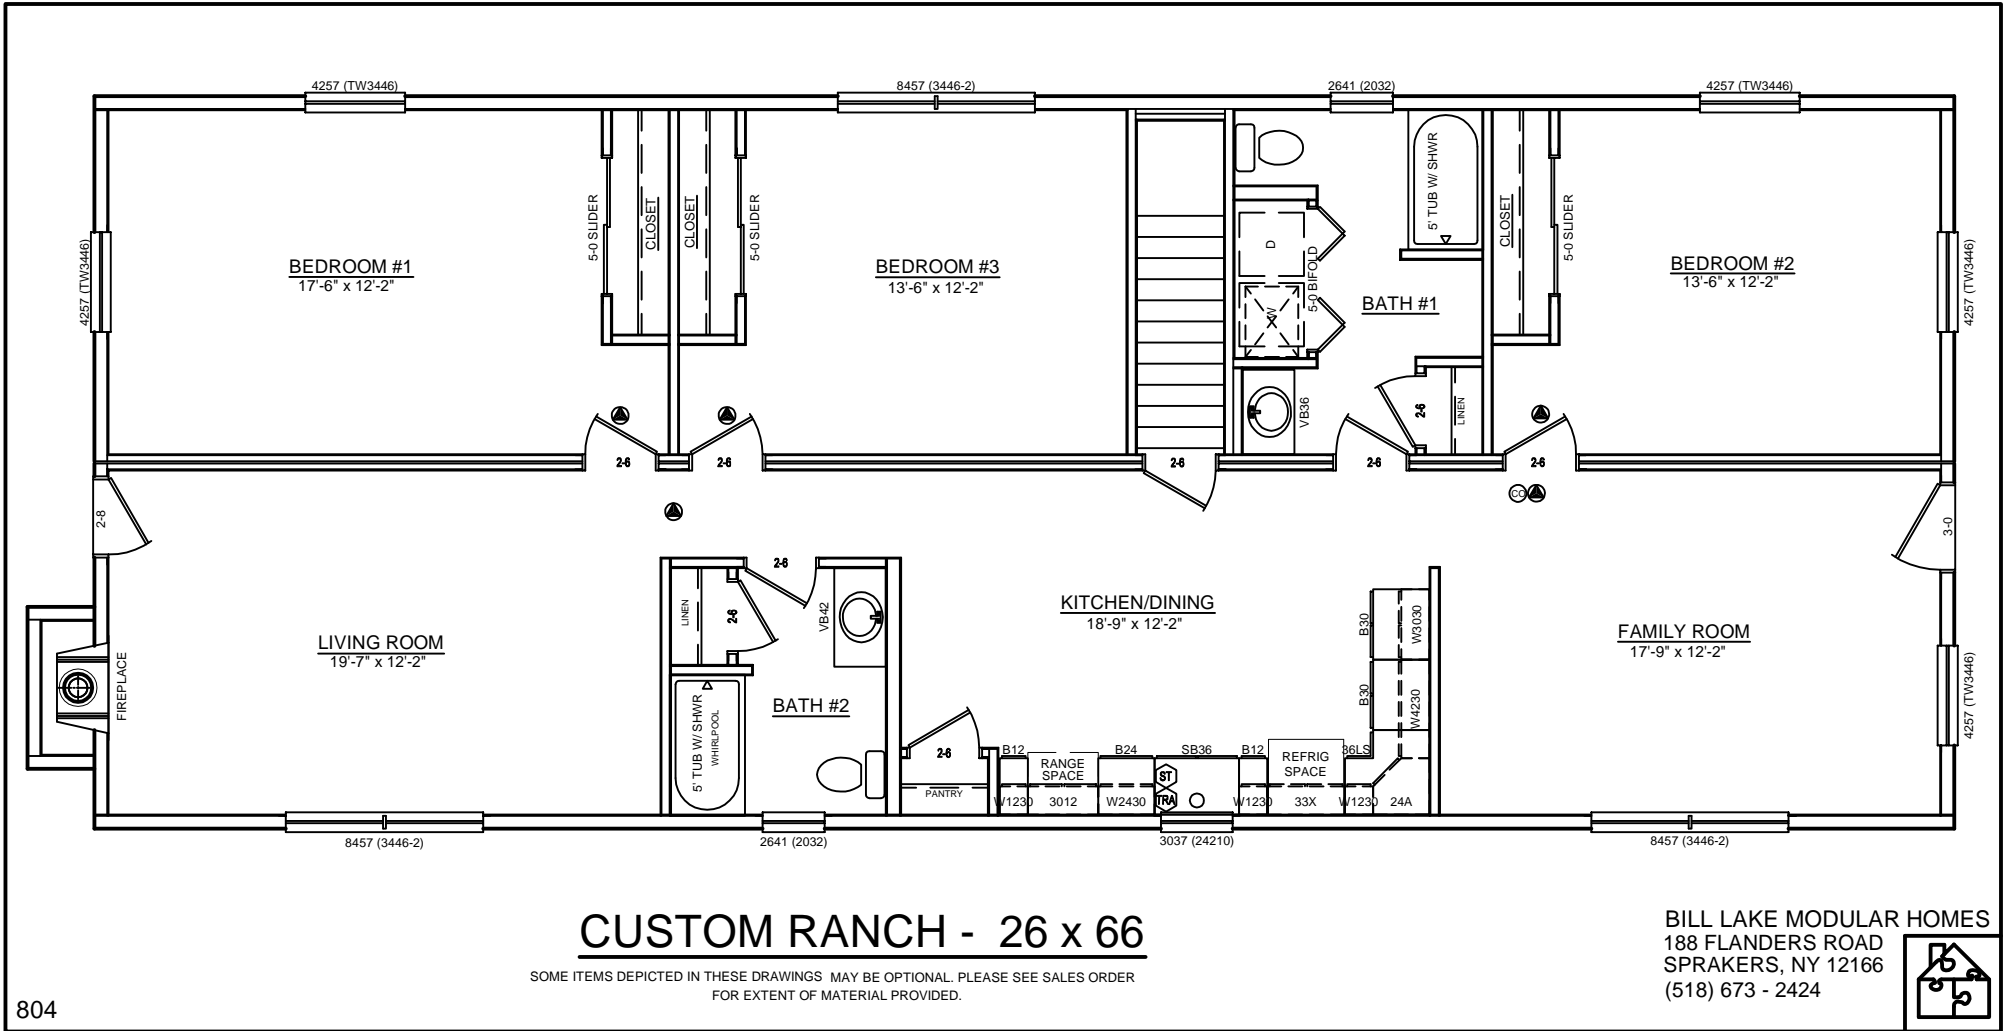 4257 (TW3446)
8457 (3446-2)
2641 (2032)
4257 (TW3446)
4257 (TW3446)
BEDROOM #1
17'-6" x 12'-2"
5-0 SLIDER
CLOSET
CLOSET
5-0 SLIDER
BEDROOM #3
13'-6" x 12'-2"
D
W
5-0 BIFOLD
5' TUB W/ SHWR
BATH #1
VB36
2-6
LINEN
CLOSET
5-0 SLIDER
BEDROOM #2
13'-6" x 12'-2"
4257 (TW3446)
2-6
2-6
2-6
2-6
2-6
CO
2-8
3-0
FIREPLACE
LIVING ROOM
19'-7" x 12'-2"
2-6
LINEN
2-6
VB42
5' TUB W/ SHWR
WHIRLPOOL
BATH #2
KITCHEN/DINING
18'-9" x 12'-2"
2-6
PANTRY
B12
RANGE
SPACE
B24
SB36
B12
REFRIG
SPACE
36LS
ST
TRA
W1230
3012
W2430
W1230
33X
W1230
24A
B30
W3030
B30
W4230
FAMILY ROOM
17'-9" x 12'-2"
4257 (TW3446)
8457 (3446-2)
2641 (2032)
3037 (24210)
8457 (3446-2)
CUSTOM RANCH - 26 x 66
SOME ITEMS DEPICTED IN THESE DRAWINGS MAY BE OPTIONAL. PLEASE SEE SALES ORDER
FOR EXTENT OF MATERIAL PROVIDED.
BILL LAKE MODULAR HOMES
188 FLANDERS ROAD
SPRAKERS, NY 12166
(518) 673 - 2424
804